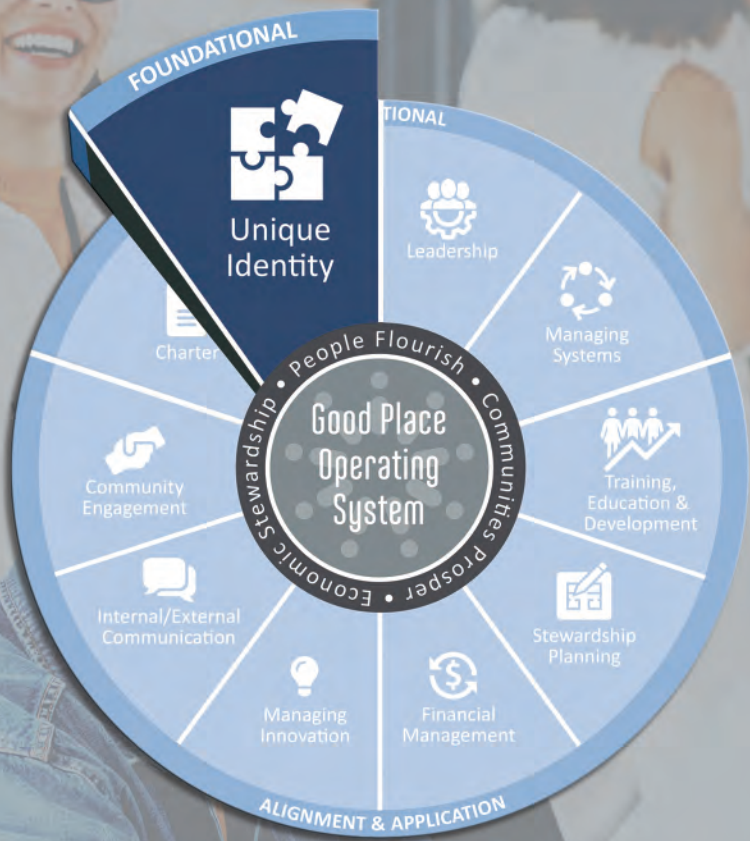 FOUNDATIONAL
TIONAL
Unique
Identity
Leadership
Managing
Systems
Training,
Education &
Development
Stewardship
Planning
Financial
Management
Managing
Innovation
Internal/External
Communication
Community
Engagement
Charter
ALIGNMENT & APPLICATION
• People Flourish • Communities Prosper • Economic Stewardship
Good Place
Operating
System